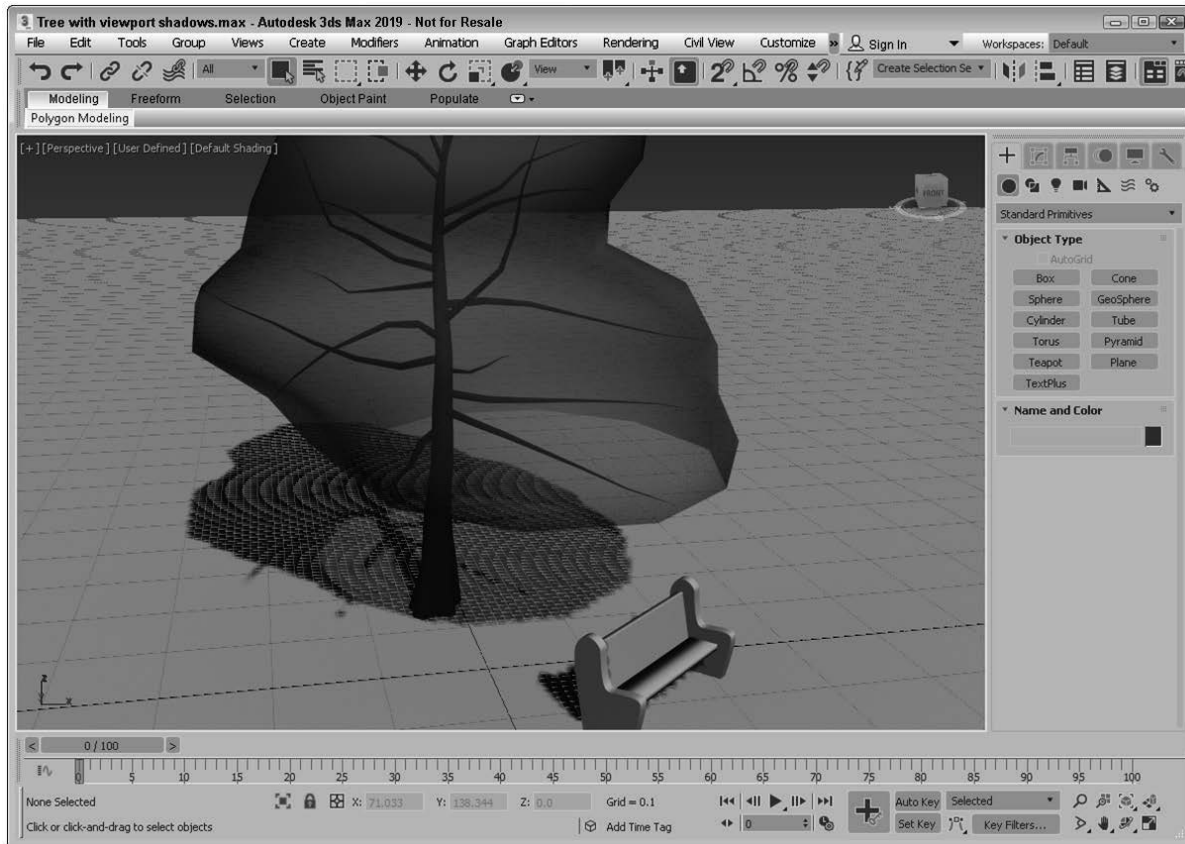 Tree with viewport shadows.max - Autodesk 3ds Max 2019 - Not for Resale
File Edit Tools Group Views Create Modifiers Animation Graph Editors Rendering Civil View Customize » Sign In Workspaces: Default
All View Create Selection Se
Modeling Freeform Selection Object Paint Populate
Polygon Modeling
[+] [Perspective] [User Defined] [Default Shading]
FRONT
Standard Primitives
Object Type
AutoGrid
Box Cone
Sphere GeoSphere
Cylinder Tube
Torus Pyramid
Teapot Plane
TextPlus
Name and Color
z
x
< 0 / 100 >
0 5 10 15 20 25 30 35 40 45 50 55 60 65 70 75 80 85 90 95 100
None Selected X: 71.033 Y: 138.344 Z: 0.0 Grid = 0.1 Auto Key Selected
Click or click-and-drag to select objects Add Time Tag 0 Set Key Key Filters...